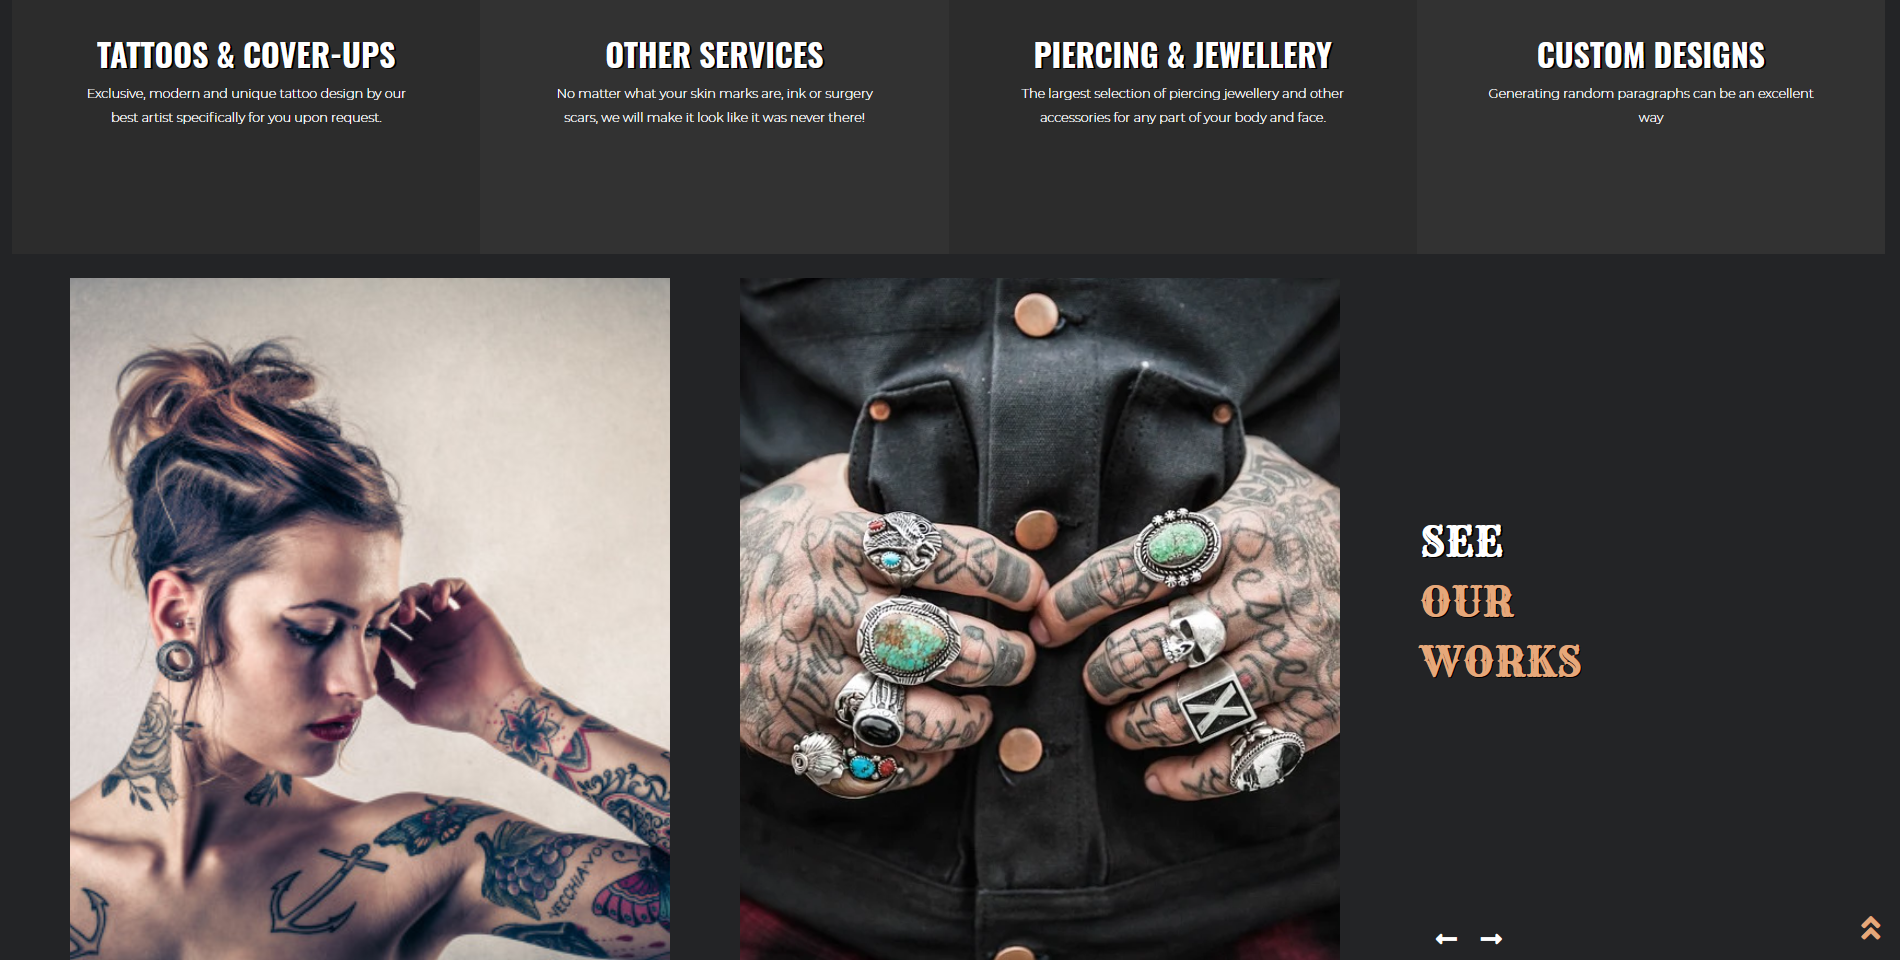 TATTOOS & COVER-UPS
Exclusive, modern and unique tattoo design by our
best artist specifically for you upon request.
OTHER SERVICES
No matter what your skin marks are, ink or surgery
scars, we will make it look like it was never there!
PIERCING & JEWELLERY
The largest selection of piercing jewellery and other
accessories for any part of your body and face.
CUSTOM DESIGNS
Generating random paragraphs can be an excellent
way
VECCHIA
X
SEE
OUR
WORKS